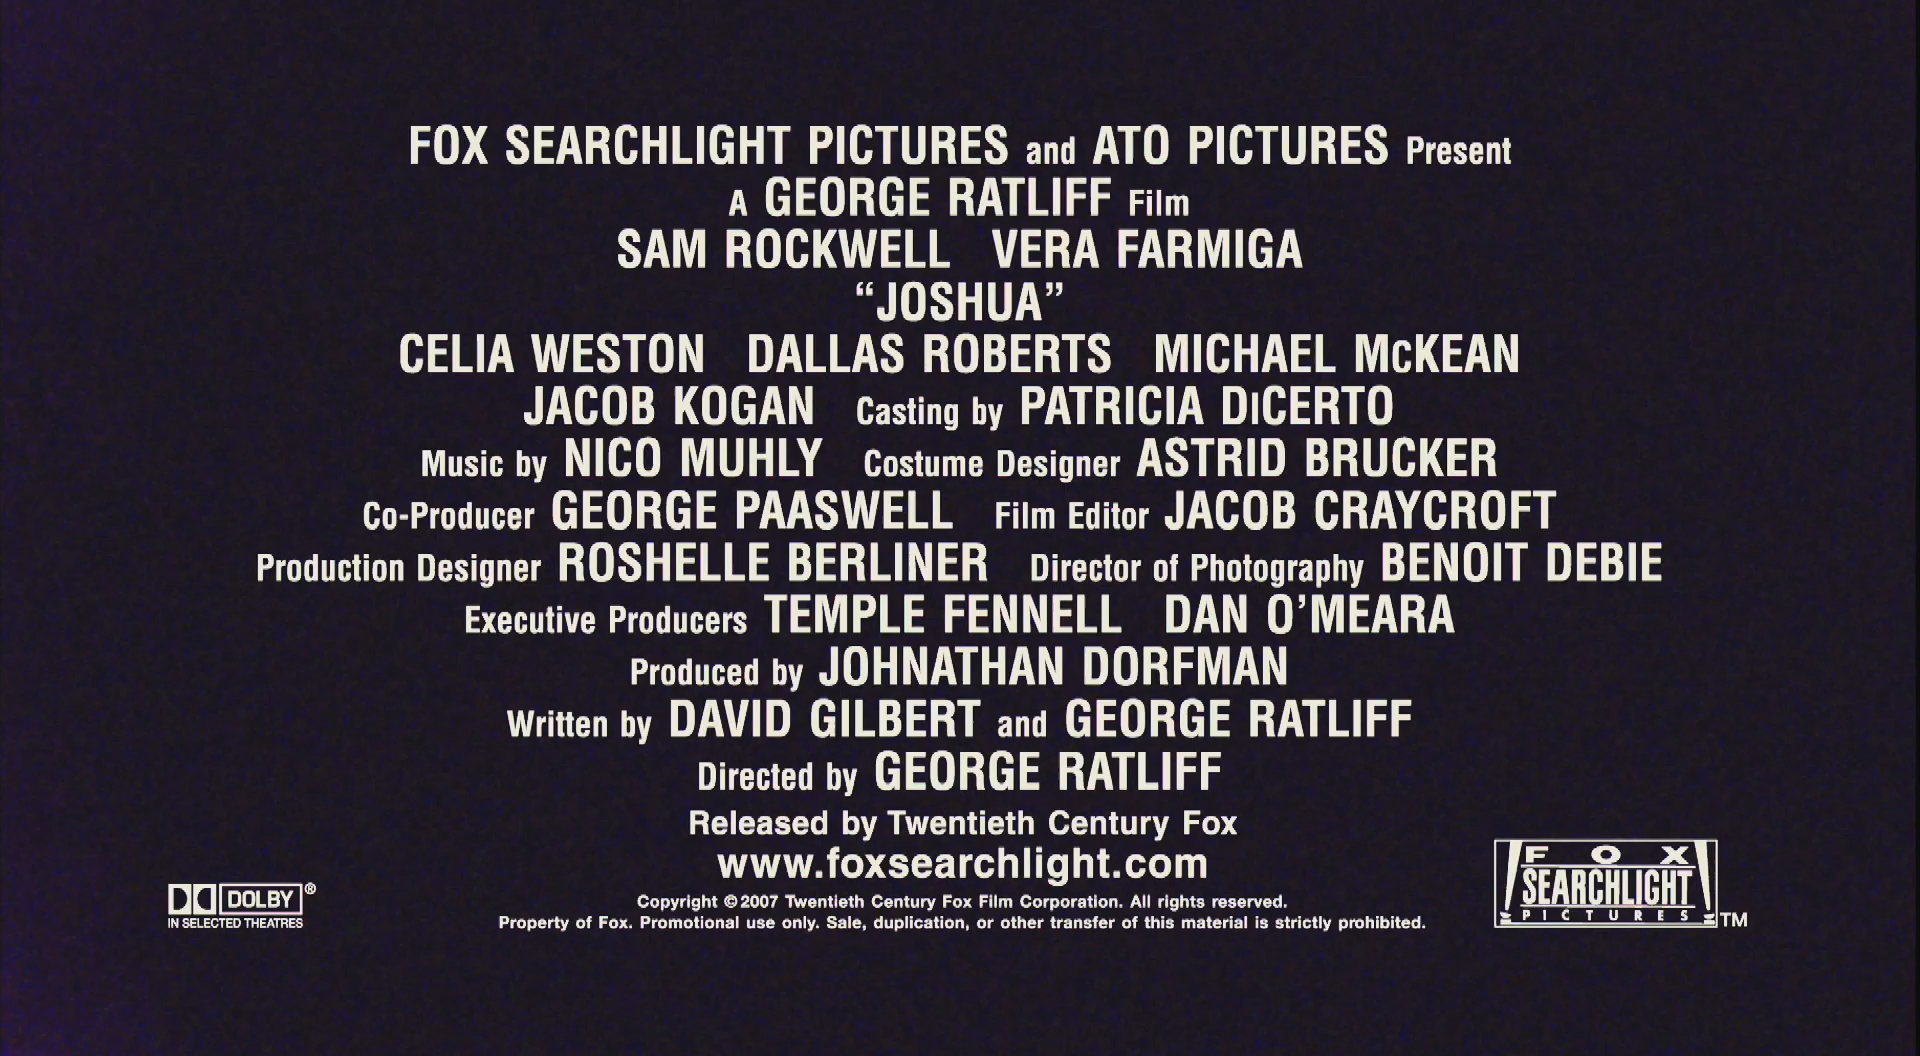 FOX SEARCHLIGHT PICTURES and ATO PICTURES Present
A GEORGE RATLIFF Film
SAM ROCKWELL VERA FARMIGA
“JOSHUA”
CELIA WESTON DALLAS ROBERTS MICHAEL McKEAN
JACOB KOGAN Casting by PATRICIA DiCERTO
Music by NICO MUHLY Costume Designer ASTRID BRUCKER
Co-Producer GEORGE PAASWELL Film Editor JACOB CRAYCROFT
Production Designer ROSHELLE BERLINER Director of Photography BENOIT DEBIE
Executive Producers TEMPLE FENNELL DAN O’MEARA
Produced by JOHNATHAN DORFMAN
Written by DAVID GILBERT and GEORGE RATLIFF
Directed by GEORGE RATLIFF
Released by Twentieth Century Fox
www.foxsearchlight.com
Copyright ©2007 Twentieth Century Fox Film Corporation. All rights reserved.
Property of Fox. Promotional use only. Sale, duplication, or other transfer of this material is strictly prohibited.
DOLBY ®
IN SELECTED THEATRES
FOX
SEARCHLIGHT
PICTURES TM